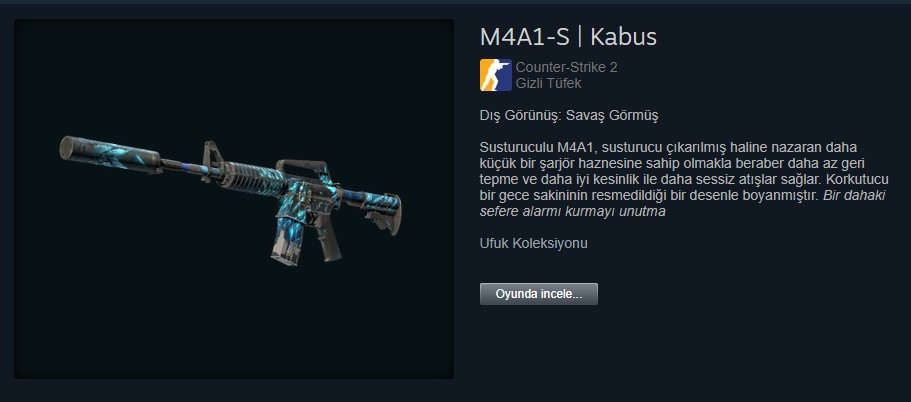 M4A1-S | Kabus
Counter-Strike 2
Gizli Tüfek
Dış Görünüş: Savaş Görmüş
Susturuculu M4A1, susturucu çıkarılmış haline nazaran daha
küçük bir şarjör haznesine sahip olmakla beraber daha az geri
tepme ve daha iyi kesinlik ile daha sessiz atışlar sağlar. Korkutucu
bir gece sakininin resmedildiği bir desenle boyanmıştır. Bir dahaki
sefere alarmı kurmayı unutma
Ufuk Koleksiyonu
Oyunda incele...